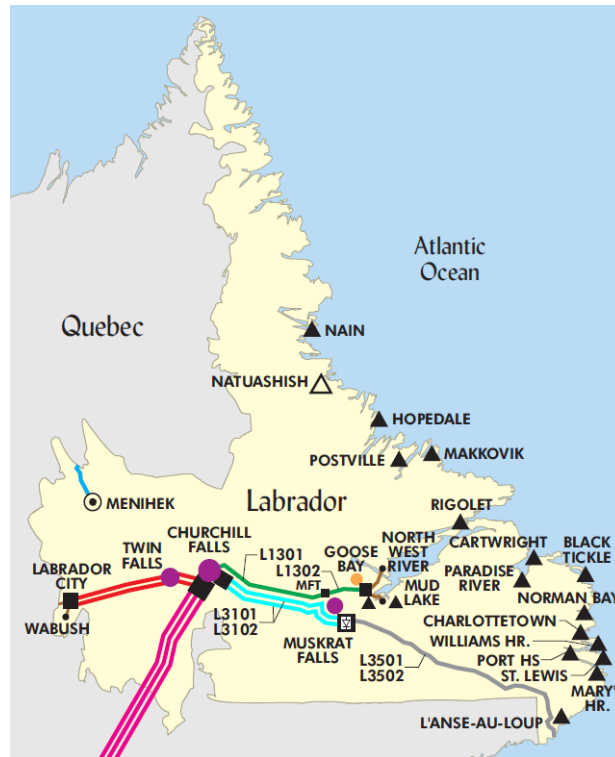 Atlantic
Ocean
Quebec
NAIN
NATUASHISH
HOPEDALE
POSTVILLE
MAKKOVIK
MENIHEK
Labrador
RIGOLET
CHURCHILL
FALLS
TWIN
FALLS
L1301
L1302
MFT
GOOSE
BAY
NORTH
WEST
RIVER
CARTWRIGHT
BLACK
TICKLE
LABRADOR
CITY
PARADISE
RIVER
MUD
LAKE
NORMAN BAY
WABUSH
L3101
L3102
CHARLOTTETOWN
WILLIAMS HR.
MUSKRAT
FALLS
L3501
L3502
PORT HS
ST. LEWIS
MARY'
HR.
L'ANSE-AU-LOUP